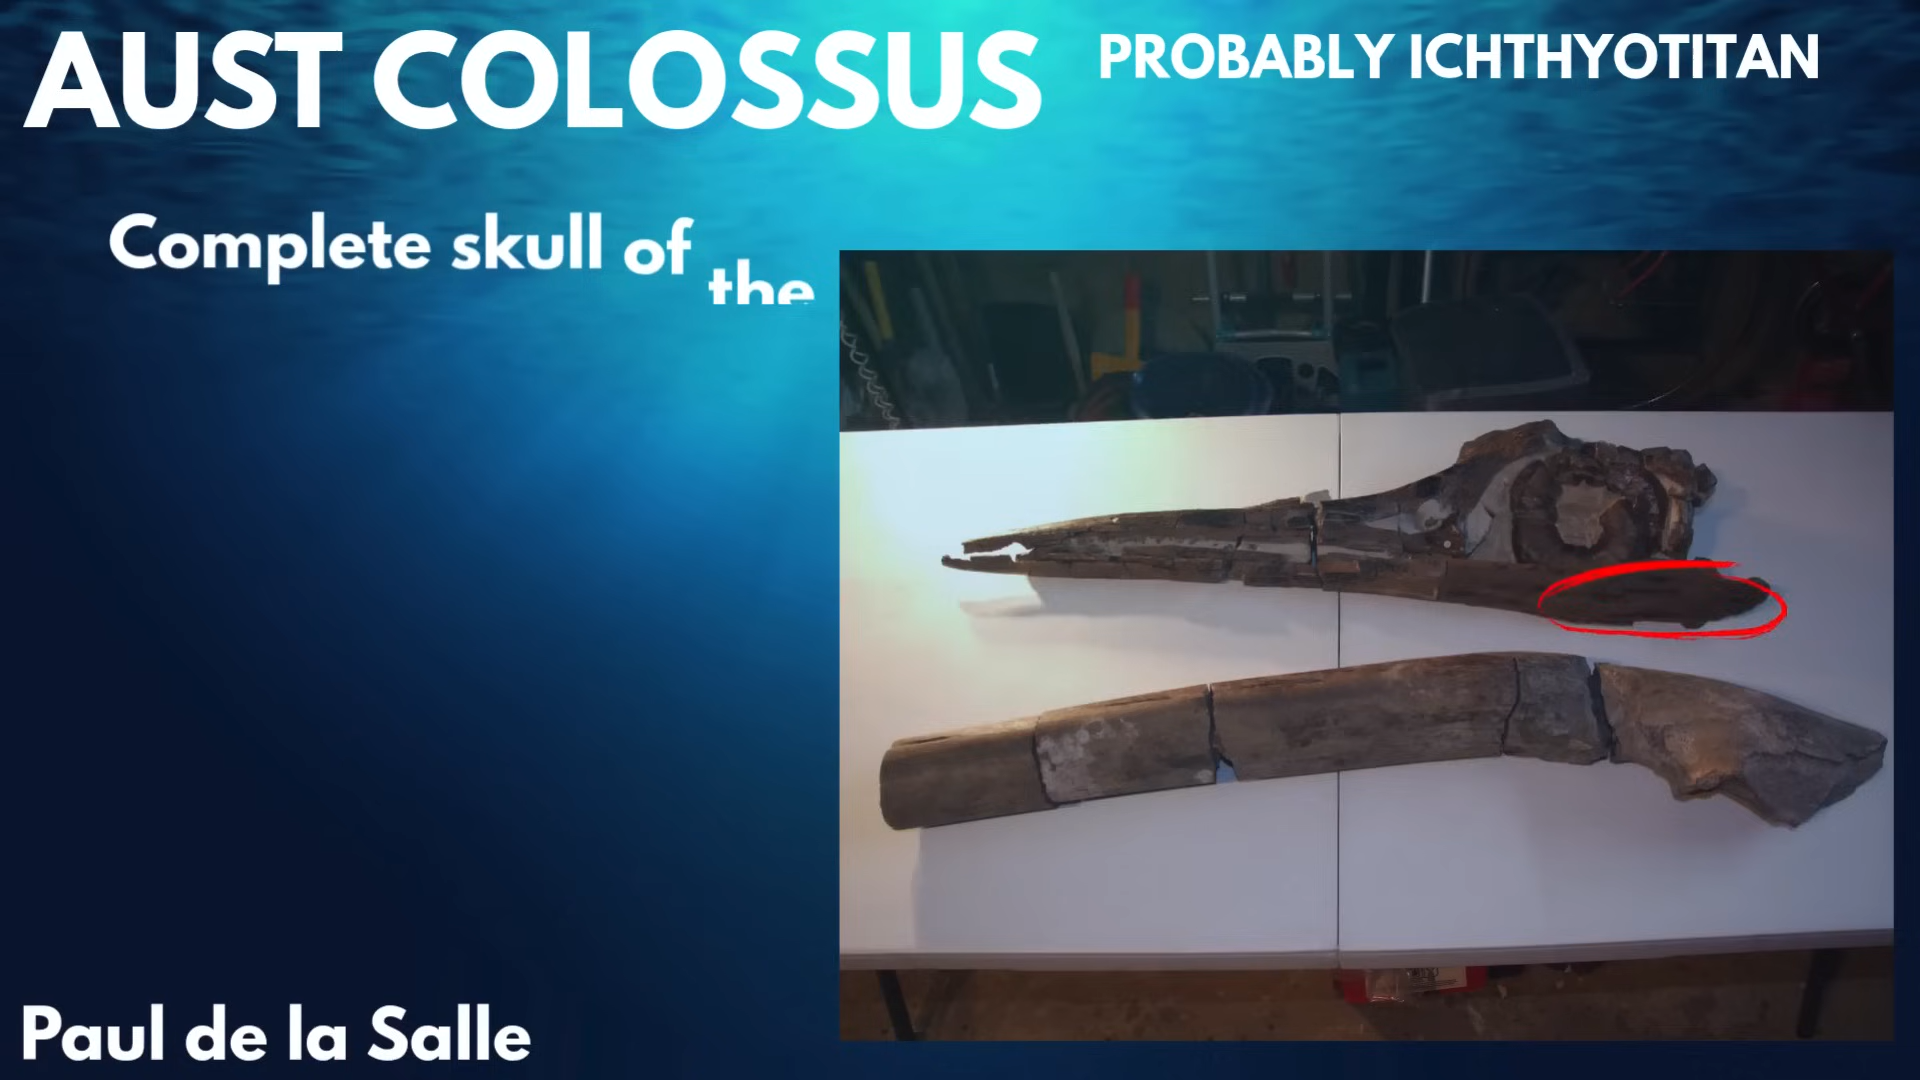 AUST COLOSSUS
PROBABLY ICHTHYOTITAN
Complete skull of the
Paul de la Salle